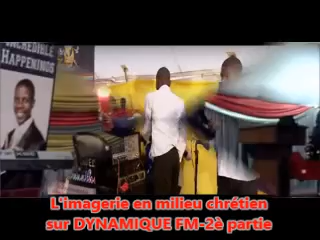 INCREDIBLE
HAPPENINGS
L'imagerie en milieu chrétien
sur DYNAMIQUE FM-2è partie